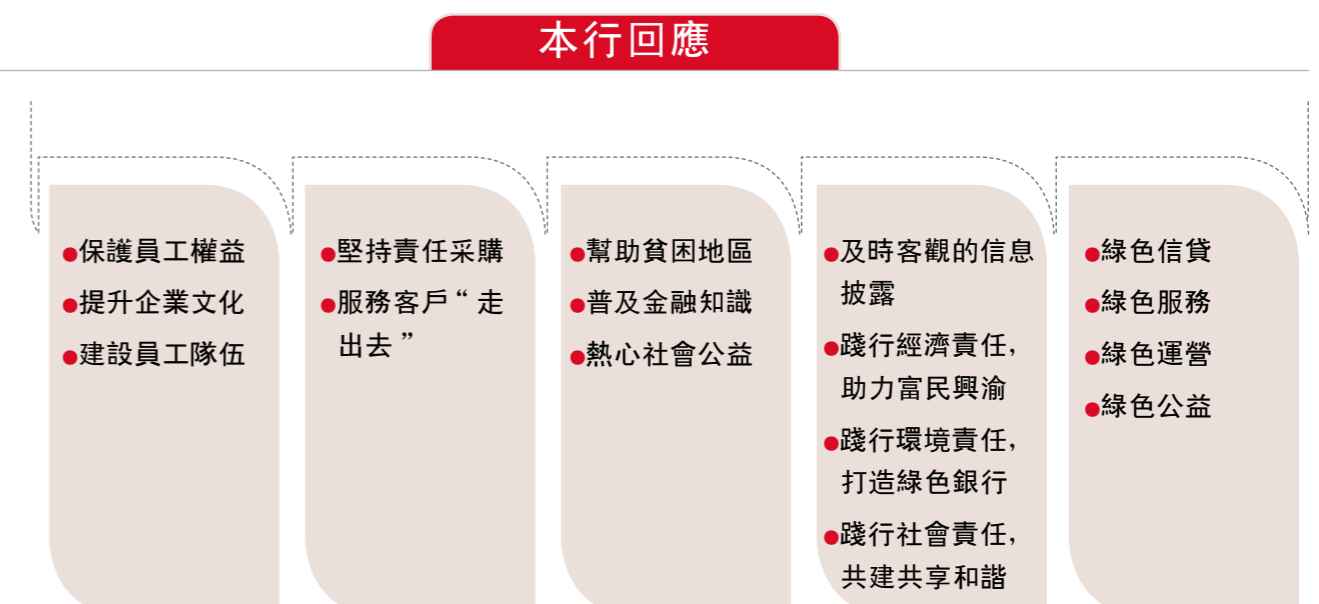 本行回應
●保護員工權益
●提升企業文化
●建設員工隊伍
●堅持責任采購
●服務客戶“走
出去”
●幫助貧困地區
●普及金融知識
●熱心社會公益
●及時客觀的信息
披露
●踐行經濟責任,
助力富民興渝
●踐行環境責任,
打造綠色銀行
●踐行社會責任,
共建共享和諧
●綠色信貸
●綠色服務
●綠色運營
●綠色公益